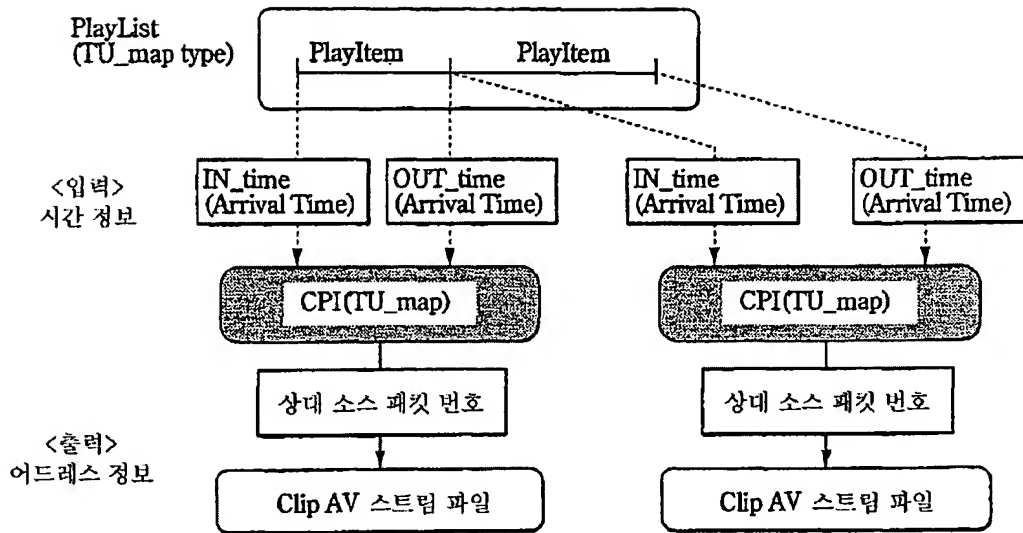 PlayList
(TU_map type)
PlayItem
PlayItem
<입력>
시간 정보
IN_time
(Arrival Time)
OUT_time
(Arrival Time)
IN_time
(Arrival Time)
OUT_time
(Arrival Time)
CPI(TU_map)
CPI(TU_map)
상대 소스 패킷 번호
상대 소스 패킷 번호
<출력>
어드레스 정보
Clip AV 스트림 파일
Clip AV 스트림 파일